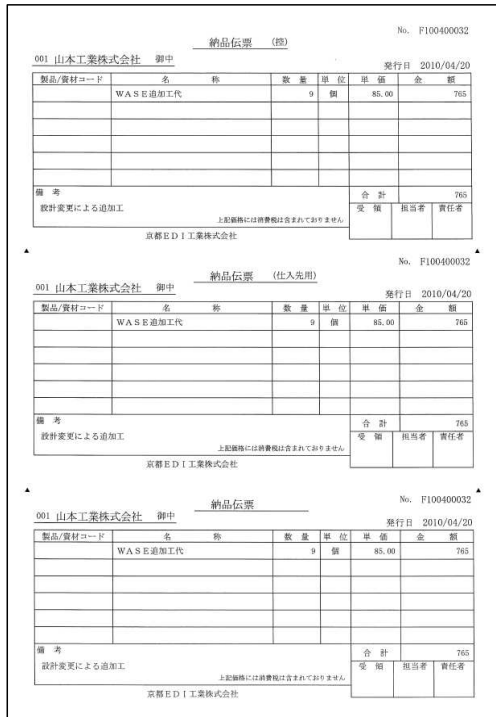 No. F100400032
納品伝票 (控)
001 山本工業株式会社 御中
発行日 2010/04/20
製品/資材コード 名 称 数 量 単 位 単 価 金 額
WASE追加工代 9 個 85.00 765
備 考 合 計 765
設計変更による追加工 受 領 担当者 責任者
上記価格には消費税は含まれておりません
京都EDI工業株式会社
No. F100400032
納品伝票 (仕入先用)
001 山本工業株式会社 御中
発行日 2010/04/20
製品/資材コード 名 称 数 量 単 位 単 価 金 額
WASE追加工代 9 個 85.00 765
備 考 合 計 765
設計変更による追加工 受 領 担当者 責任者
上記価格には消費税は含まれておりません
京都EDI工業株式会社
No. F100400032
納品伝票
001 山本工業株式会社 御中
発行日 2010/04/20
製品/資材コード 名 称 数 量 単 位 単 価 金 額
WASE追加工代 9 個 85.00 765
備 考 合 計 765
設計変更による追加工 受 領 担当者 責任者
上記価格には消費税は含まれておりません
京都EDI工業株式会社